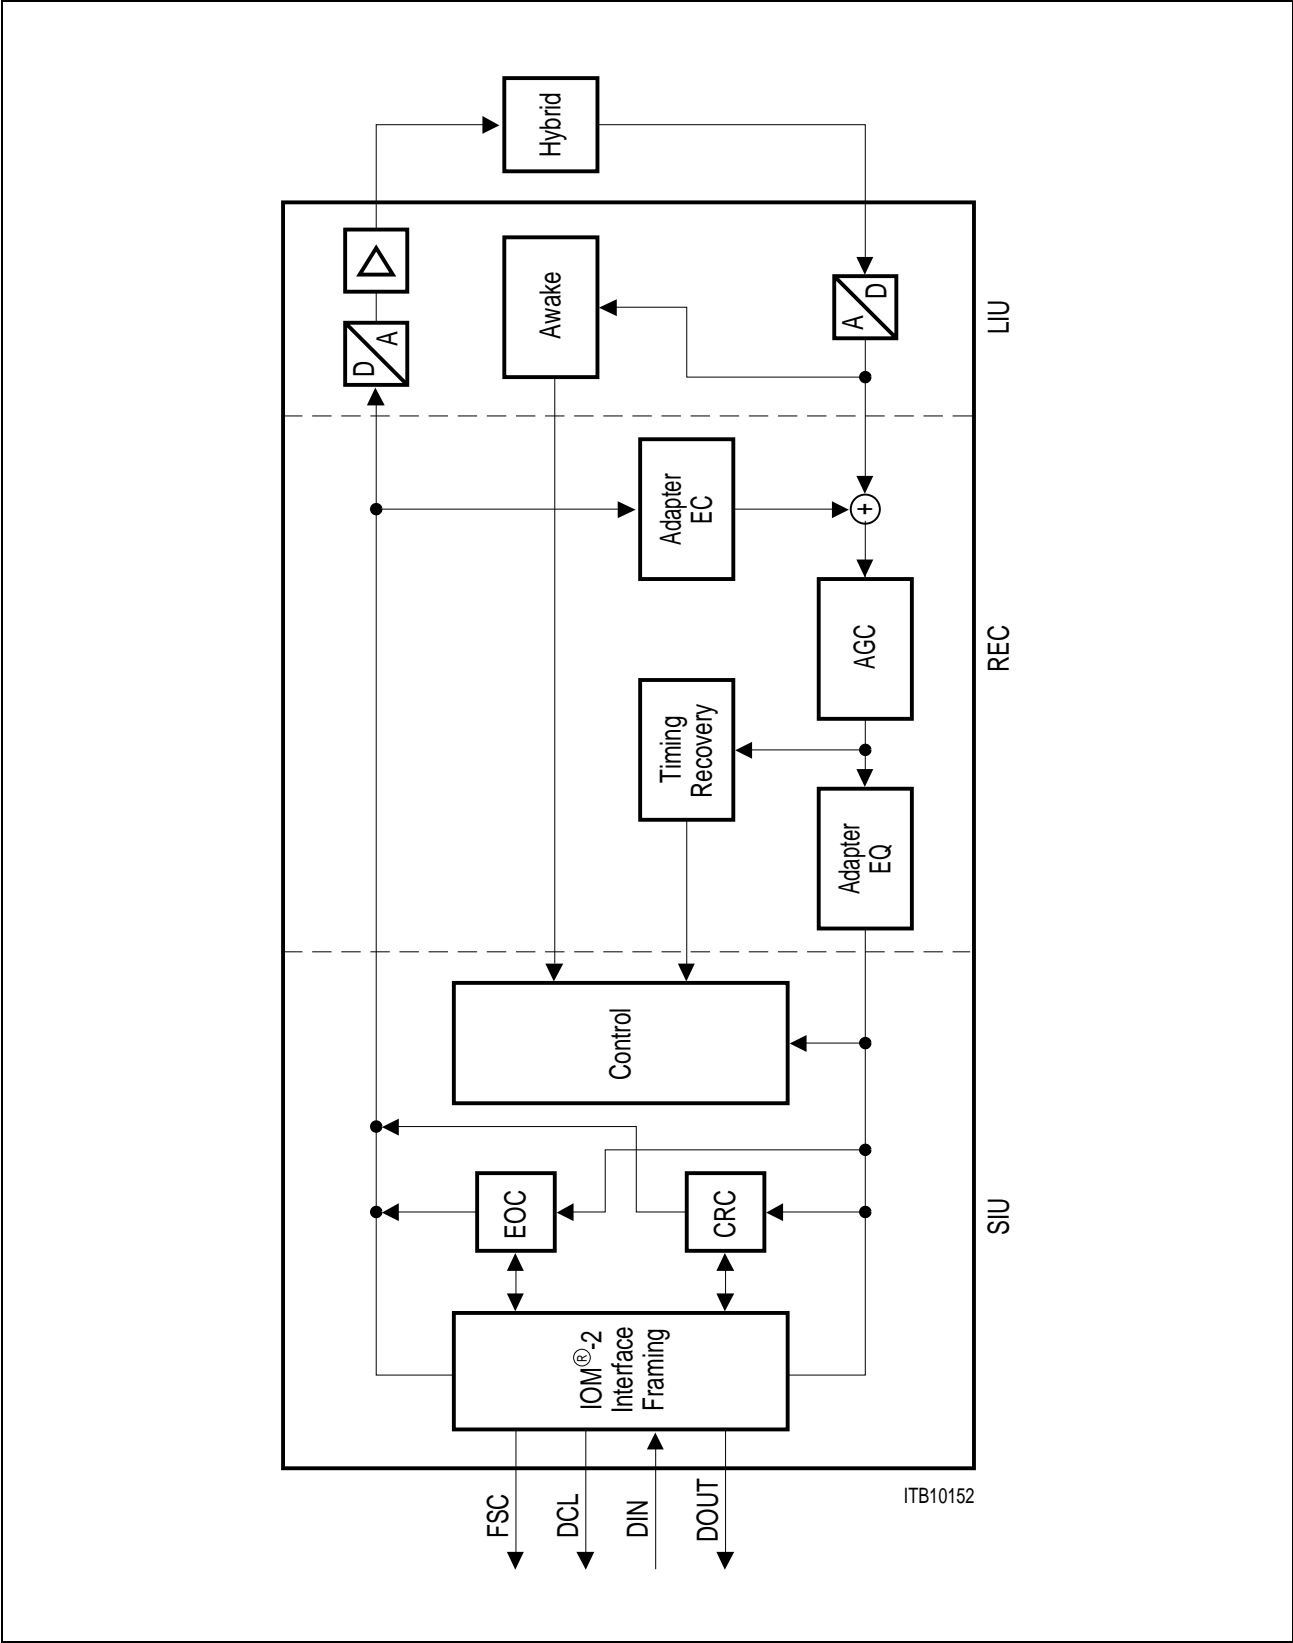 Hybrid
D
A
Awake
A
D
LIU
Adapter
EC
+
AGC
REC
Timing
Recovery
Adapter
EQ
Control
EOC
CRC
SIU
IOM®-2
Interface
Framing
FSC
DCL
DIN
DOUT
ITB10152